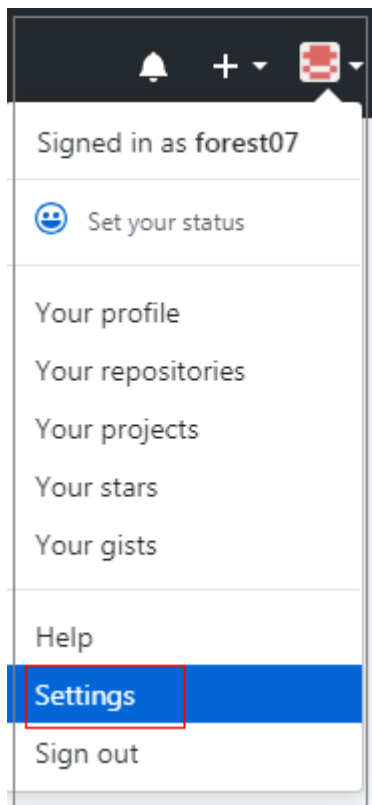 Signed in as forest07
Set your status
Your profile
Your repositories
Your projects
Your stars
Your gists
Help
Settings
Sign out